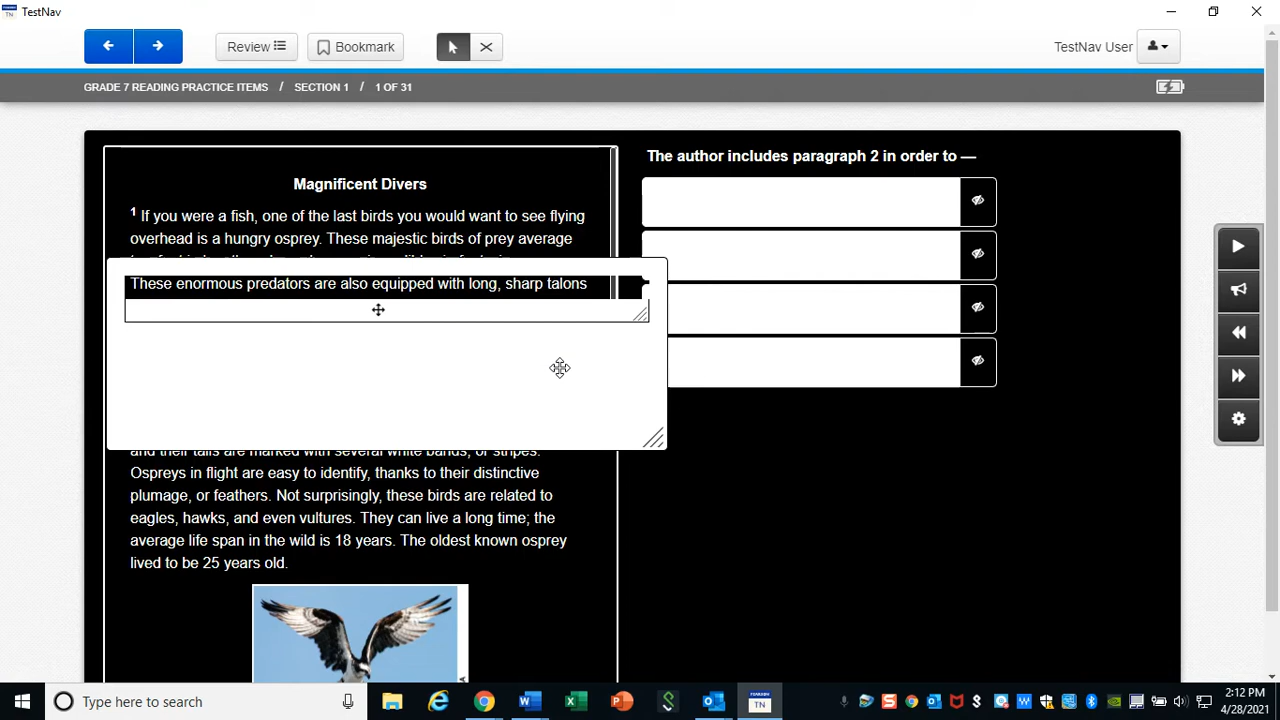 TestNav
Review
Bookmark
TestNav User
GRADE 7 READING PRACTICE ITEMS / SECTION 1 / 1 OF 31
Magnificent Divers
1 If you were a fish, one of the last birds you would want to see flying
overhead is a hungry osprey. These majestic birds of prey average
These enormous predators are also equipped with long, sharp talons
and their tails are marked with several white bands, or stripes.
Ospreys in flight are easy to identify, thanks to their distinctive
plumage, or feathers. Not surprisingly, these birds are related to
eagles, hawks, and even vultures. They can live a long time; the
average life span in the wild is 18 years. The oldest known osprey
lived to be 25 years old.
The author includes paragraph 2 in order to —
Type here to search
2:12 PM
4/28/2021